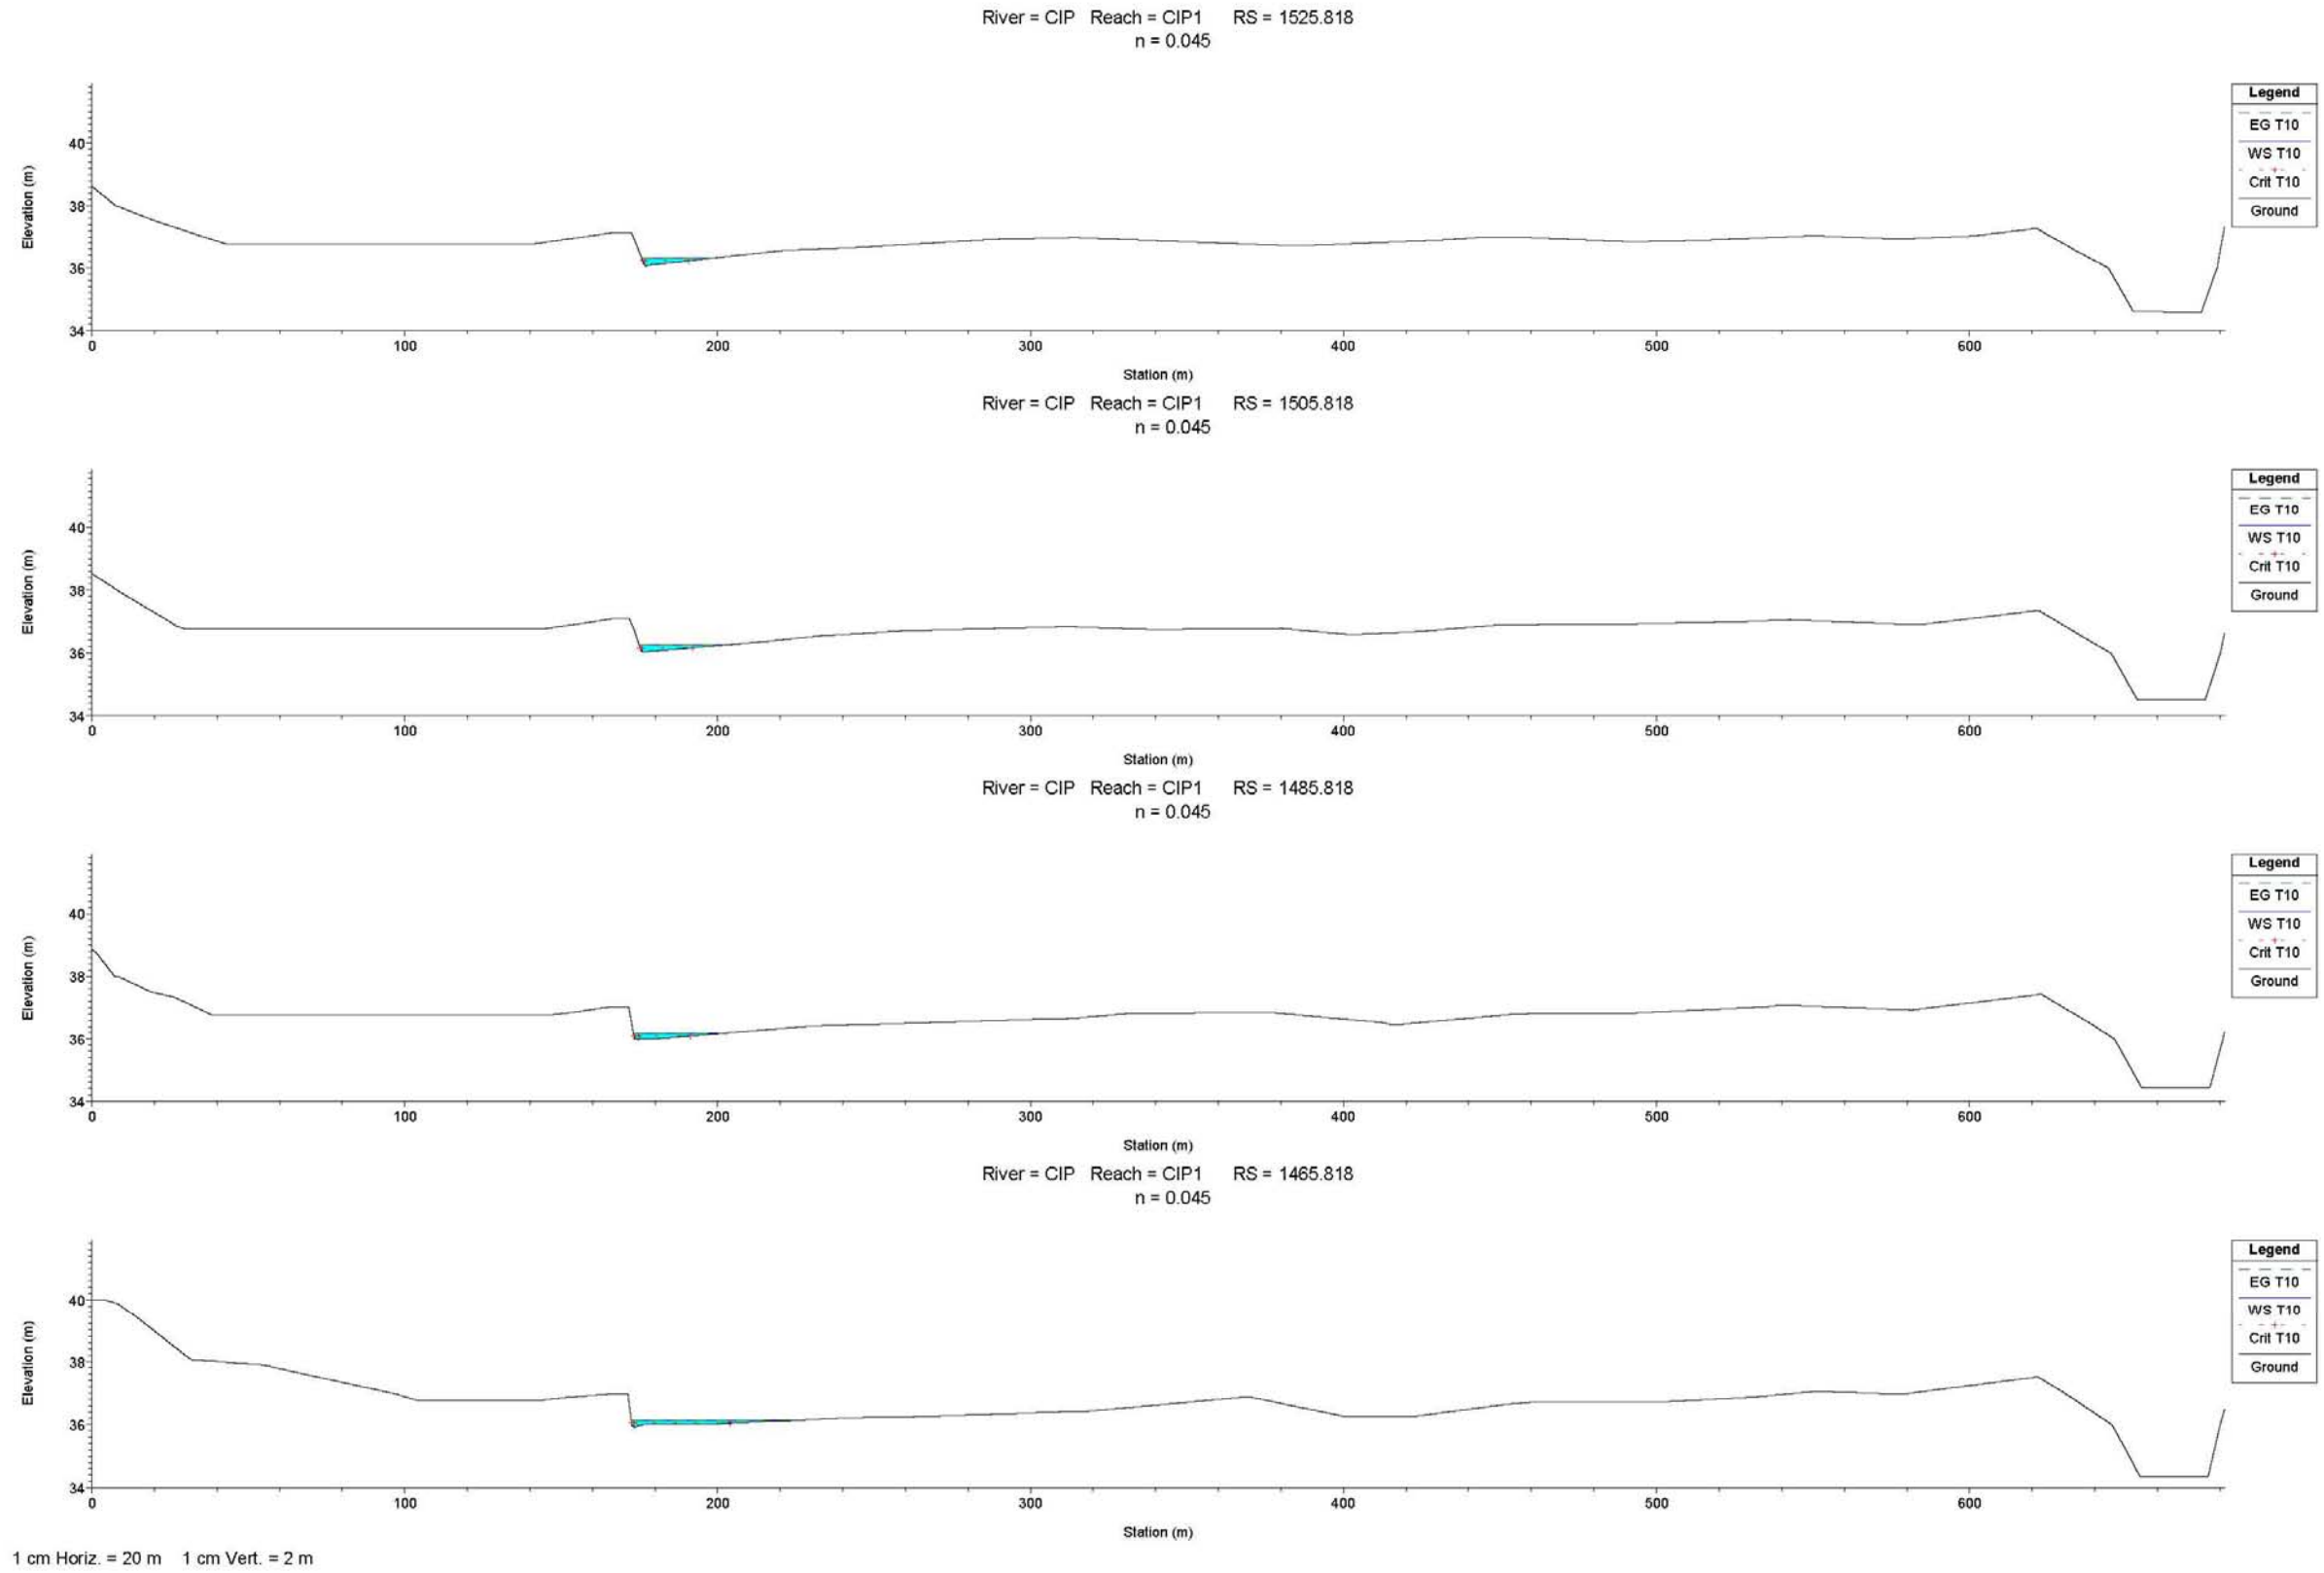 River = CIP Reach = CIP1 RS = 1525.818
n = 0.045
Legend
EG T10
WS T10
Crit T10
Ground
Elevation (m)
40
38
36
34
0 100 200 300 400 500 600
Station (m)
River = CIP Reach = CIP1 RS = 1505.818
n = 0.045
Legend
EG T10
WS T10
Crit T10
Ground
Elevation (m)
40
38
36
34
0 100 200 300 400 500 600
Station (m)
River = CIP Reach = CIP1 RS = 1485.818
n = 0.045
Legend
EG T10
WS T10
Crit T10
Ground
Elevation (m)
40
38
36
34
0 100 200 300 400 500 600
Station (m)
River = CIP Reach = CIP1 RS = 1465.818
n = 0.045
Legend
EG T10
WS T10
Crit T10
Ground
Elevation (m)
40
38
36
34
0 100 200 300 400 500 600
Station (m)
1 cm Horiz. = 20 m 1 cm Vert. = 2 m